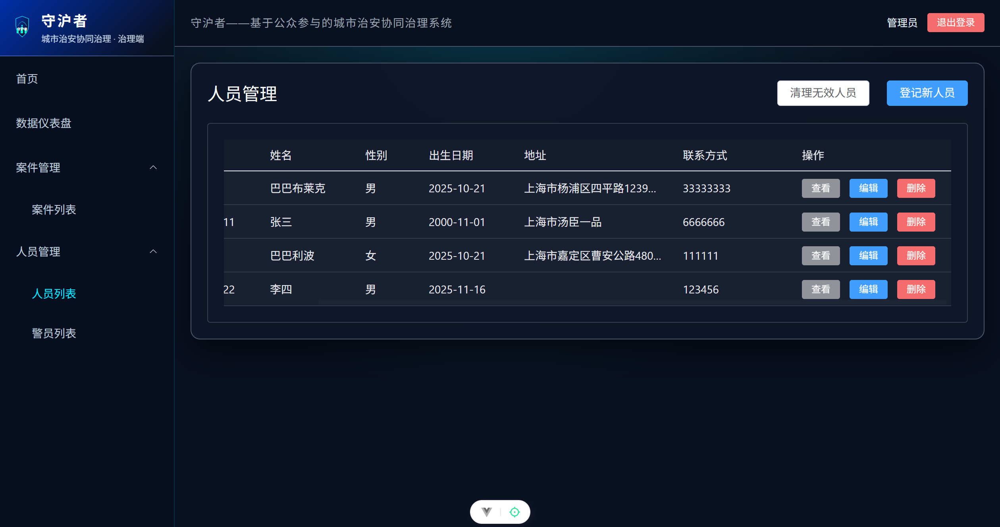 守沪者
城市治安协同治理 · 治理端
守沪者——基于公众参与的城市治安协同治理系统
管理员
退出登录
首页
数据仪表盘
案件管理
案件列表
人员管理
人员列表
警员列表
人员管理
清理无效人员
登记新人员
姓名 性别 出生日期 地址 联系方式 操作
巴巴布莱克 男 2025-10-21 上海市杨浦区四平路1239... 33333333 查看 编辑 删除
11 张三 男 2000-11-01 上海市汤臣一品 6666666 查看 编辑 删除
巴巴利波 女 2025-10-21 上海市嘉定区曹安公路480... 111111 查看 编辑 删除
22 李四 男 2025-11-16 123456 查看 编辑 删除